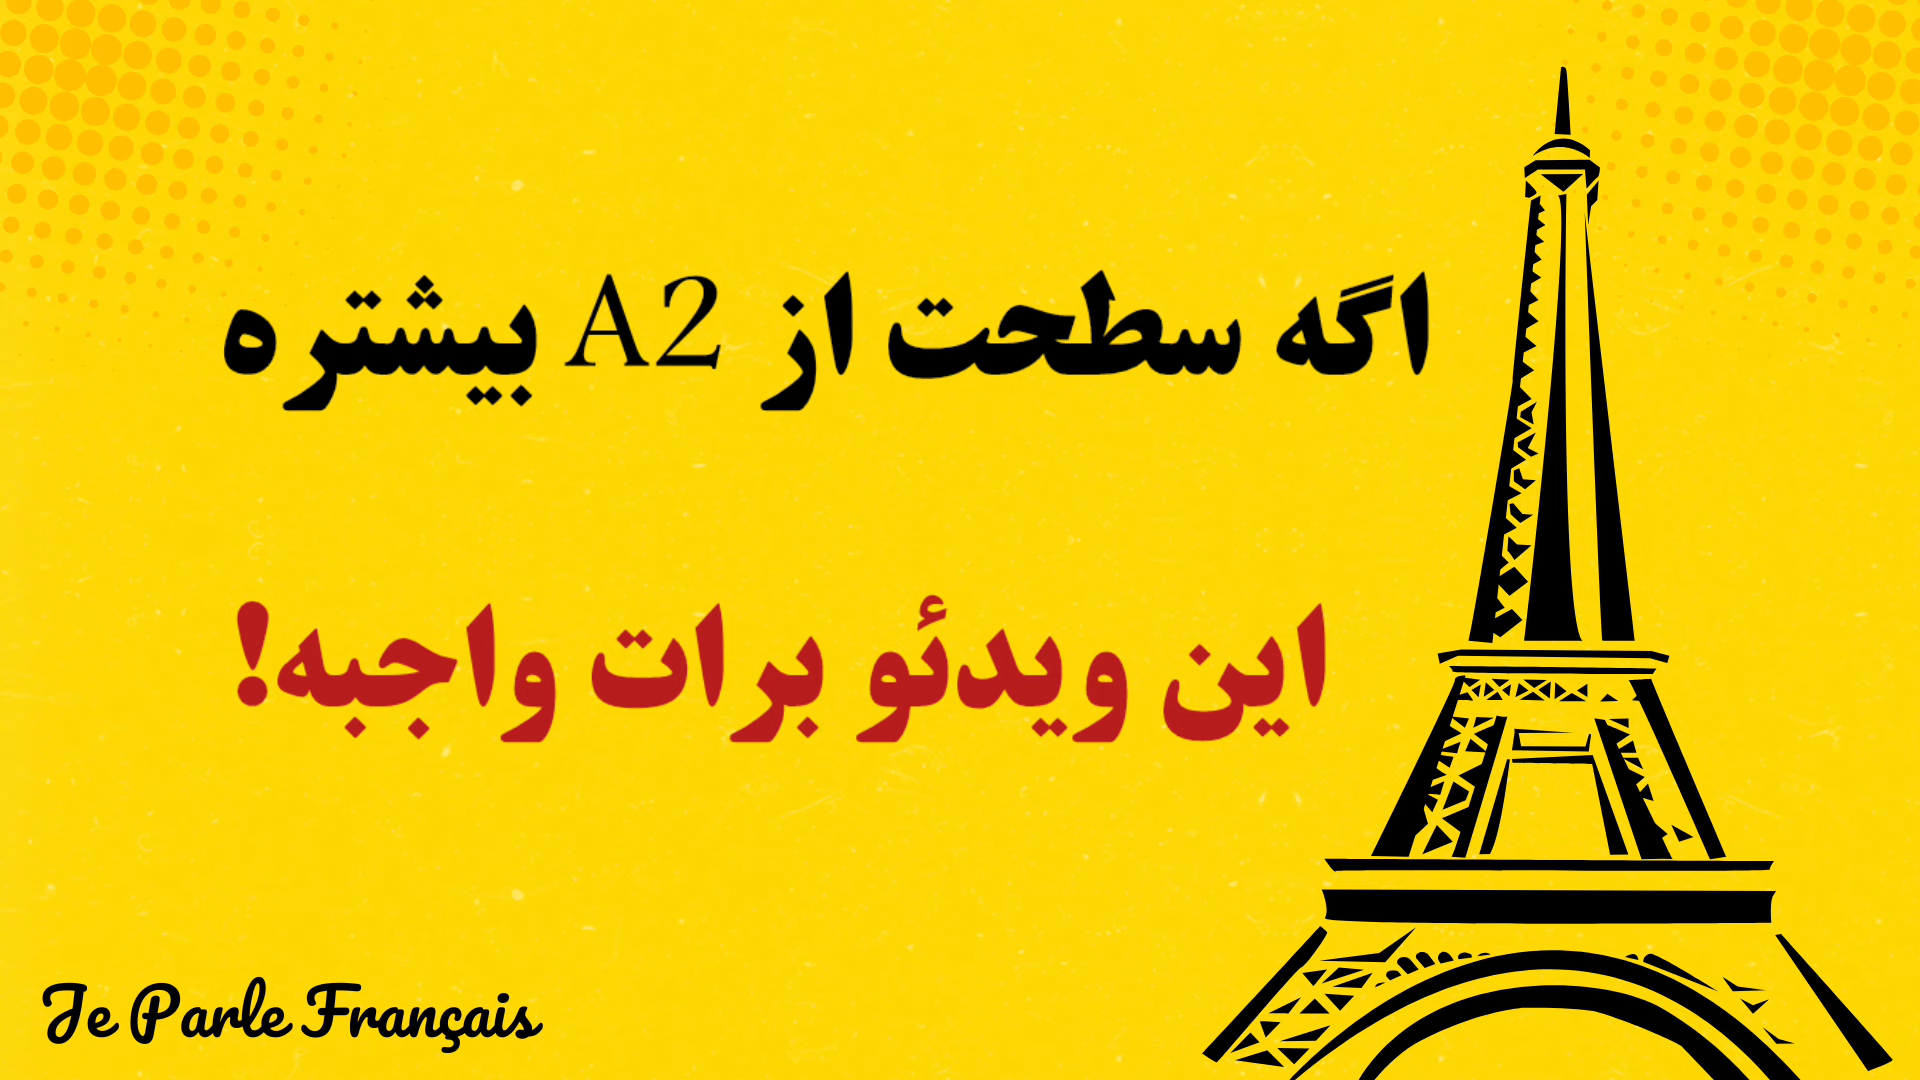 اگه سطحت از A2 بیشتره
این ویدئو برات واجبه!
Je Parle Français